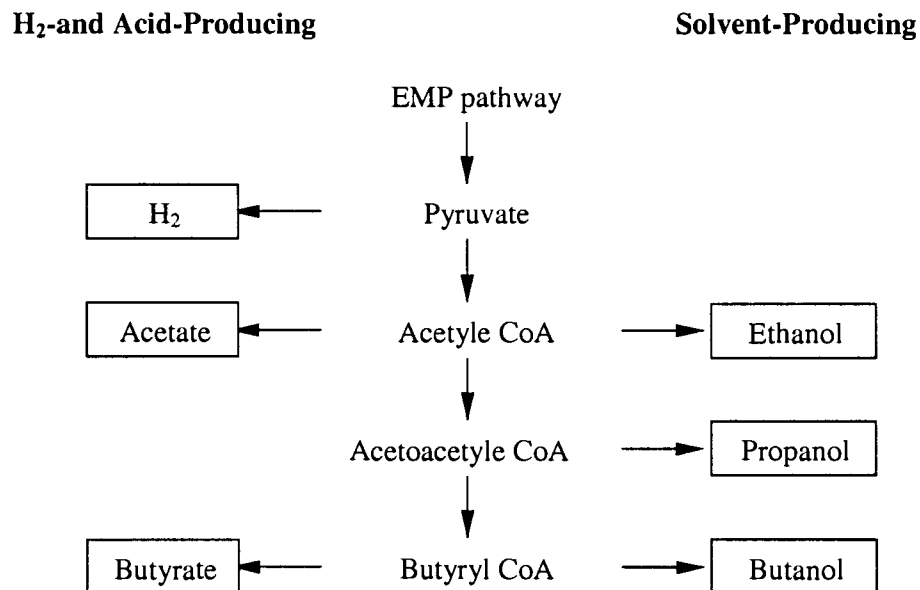 H₂-and Acid-Producing Solvent-Producing
EMP pathway
H₂ Pyruvate
Acetate Acetyle CoA Ethanol
Acetoacetyle CoA Propanol
Butyrate Butyryl CoA Butanol